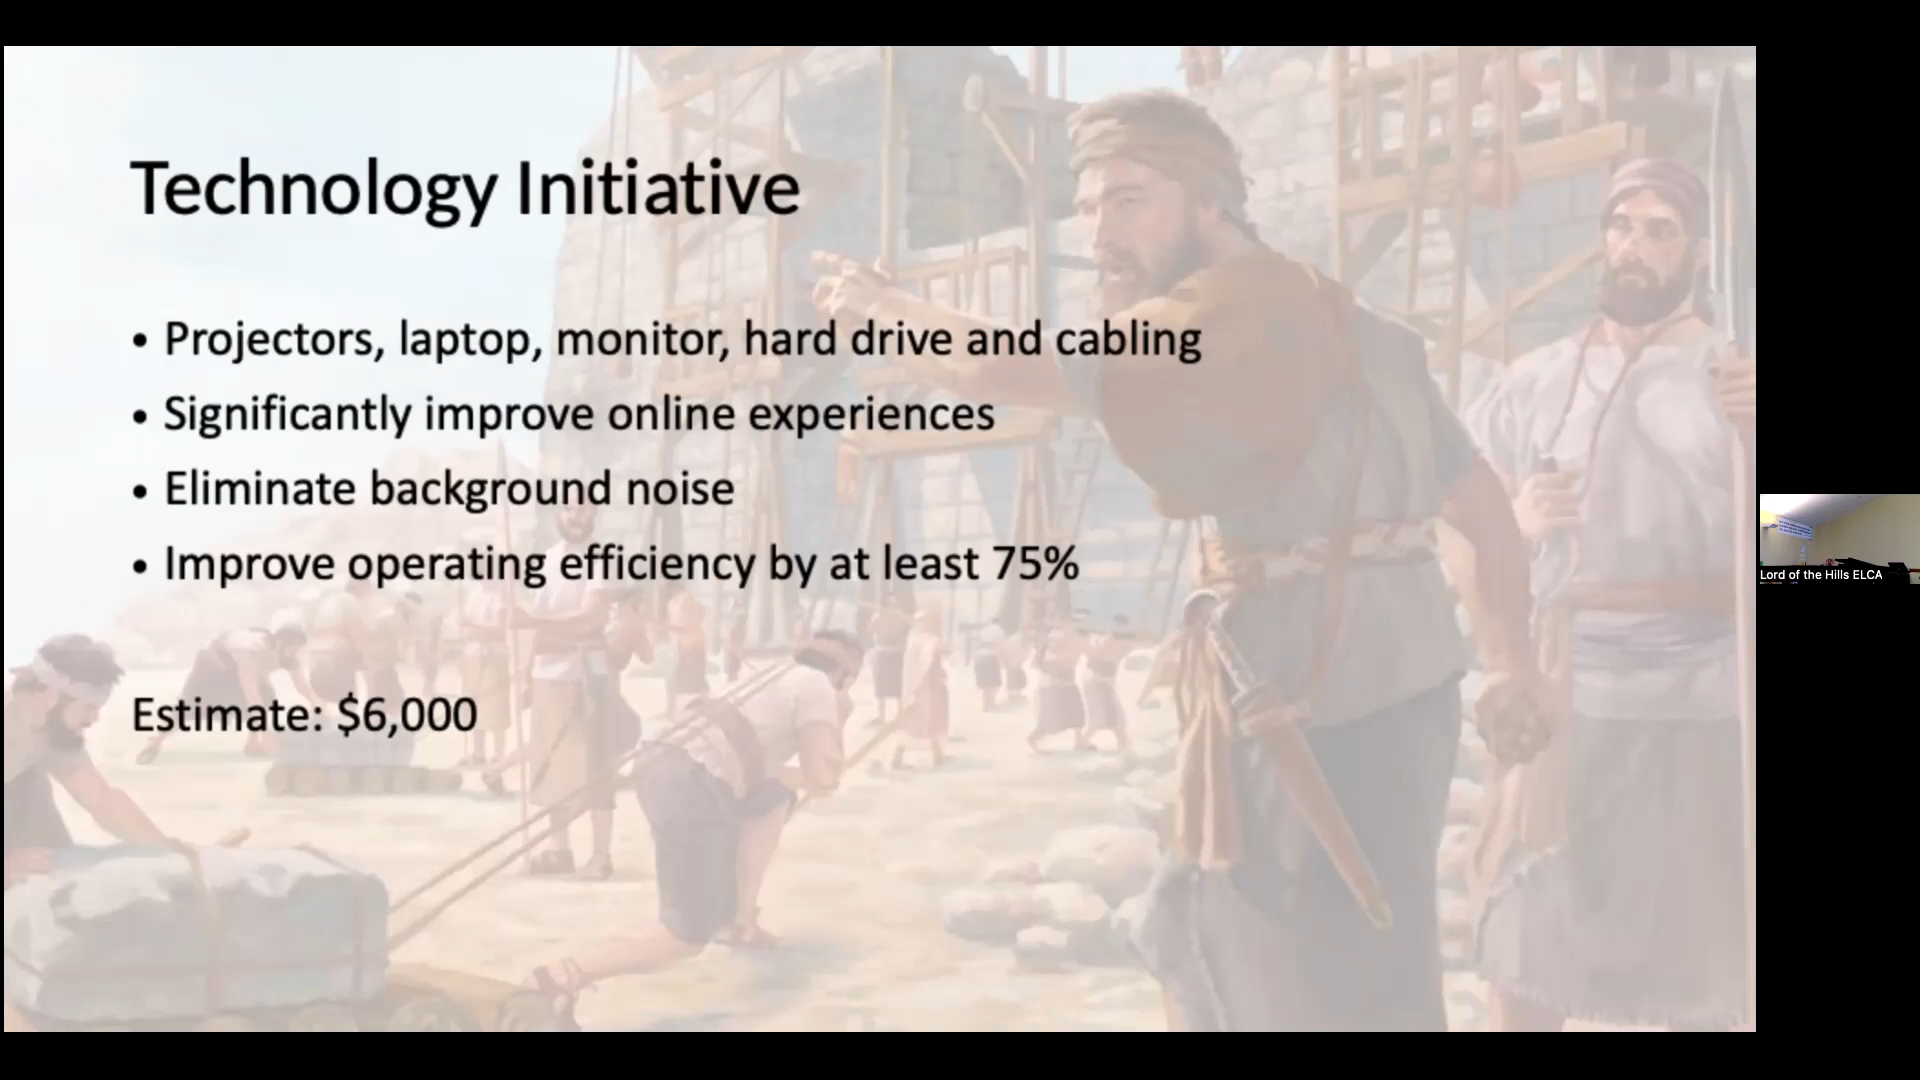 Technology Initiative
• Projectors, laptop, monitor, hard drive and cabling
• Significantly improve online experiences
• Eliminate background noise
• Improve operating efficiency by at least 75%
Estimate: $6,000
Lord of the Hills ELCA